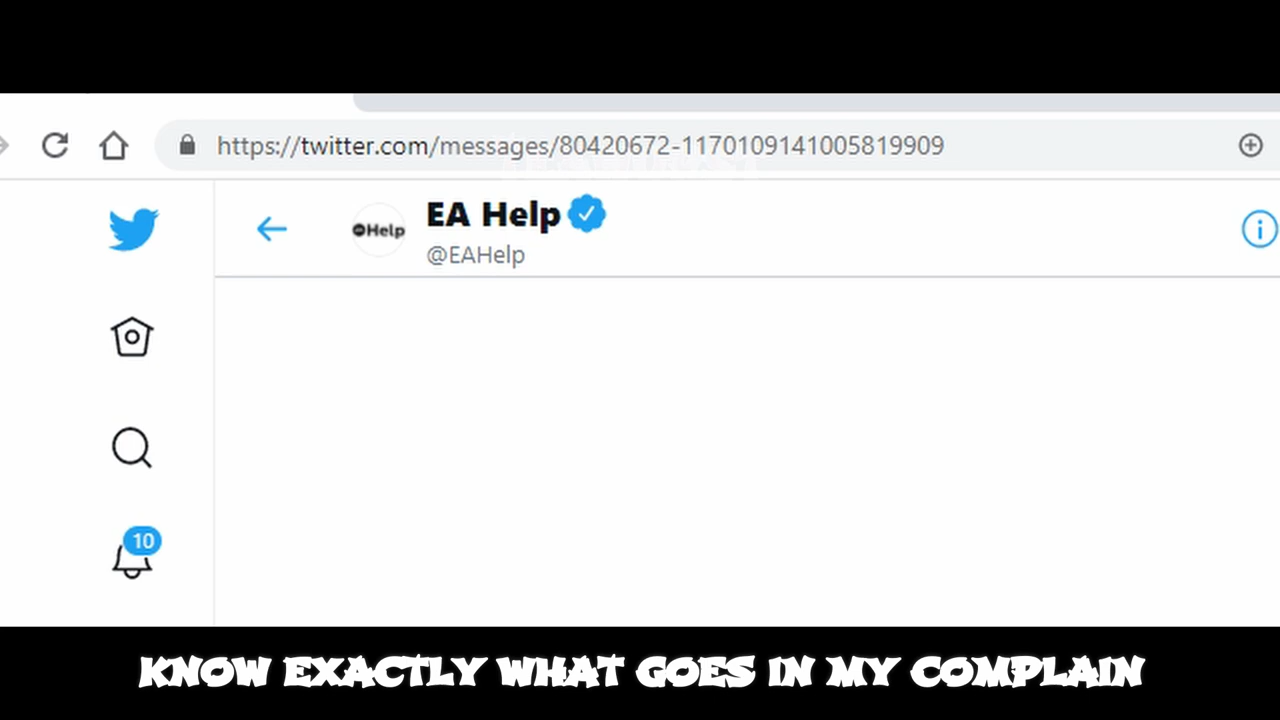 https://twitter.com/messages/80420672-1170109141005819909
Help
EA Help
@EAHelp
10
KNOW EXACTLY WHAT GOES IN MY COMPLAIN